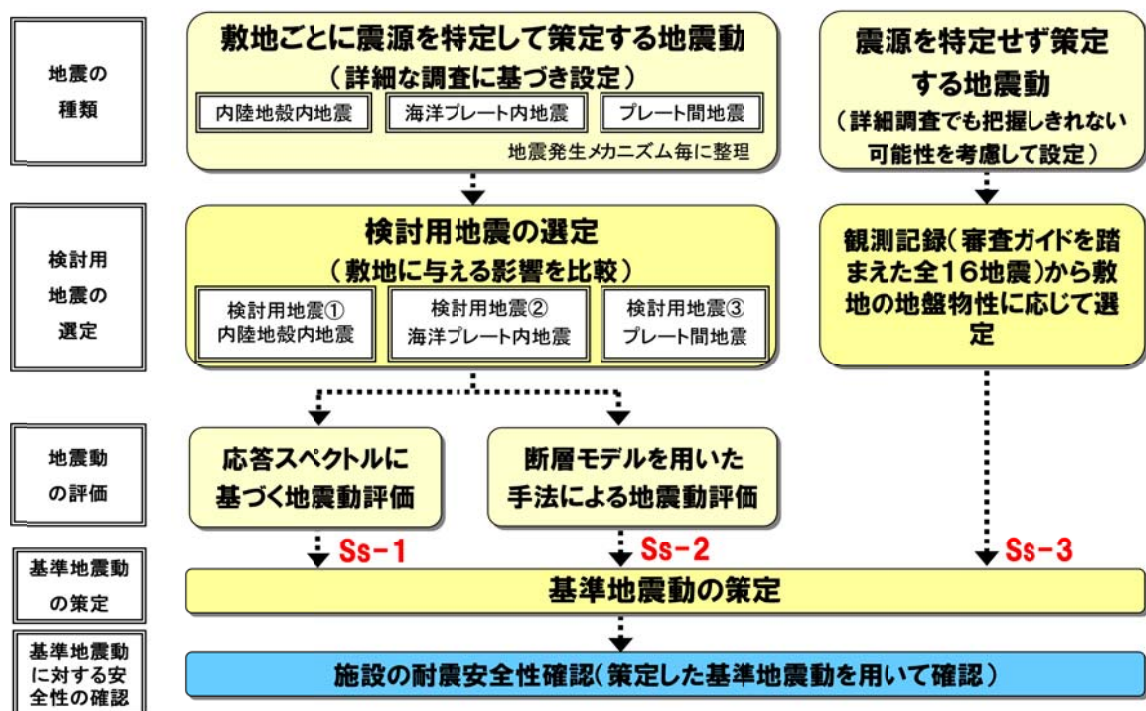 地震の
種類
敷地ごとに震源を特定して策定する地震動
（詳細な調査に基づき設定）
内陸地殻内地震
海洋プレート内地震
プレート間地震
地震発生メカニズム毎に整理
震源を特定せず策定
する地震動
（詳細調査でも把握しきれない
可能性を考慮して設定）
検討用
地震の
選定
検討用地震の選定
（敷地に与える影響を比較）
検討用地震①
内陸地殻内地震
検討用地震②
海洋プレート内地震
検討用地震③
プレート間地震
観測記録（審査ガイドを踏
まえた全１６地震）から敷
地の地盤物性に応じて選
定
地震動
の評価
応答スペクトルに
基づく地震動評価
断層モデルを用いた
手法による地震動評価
Ss-1
Ss-2
Ss-3
基準地震動
の策定
基準地震動の策定
基準地震動
に対する安
全性の確認
施設の耐震安全性確認（策定した基準地震動を用いて確認）